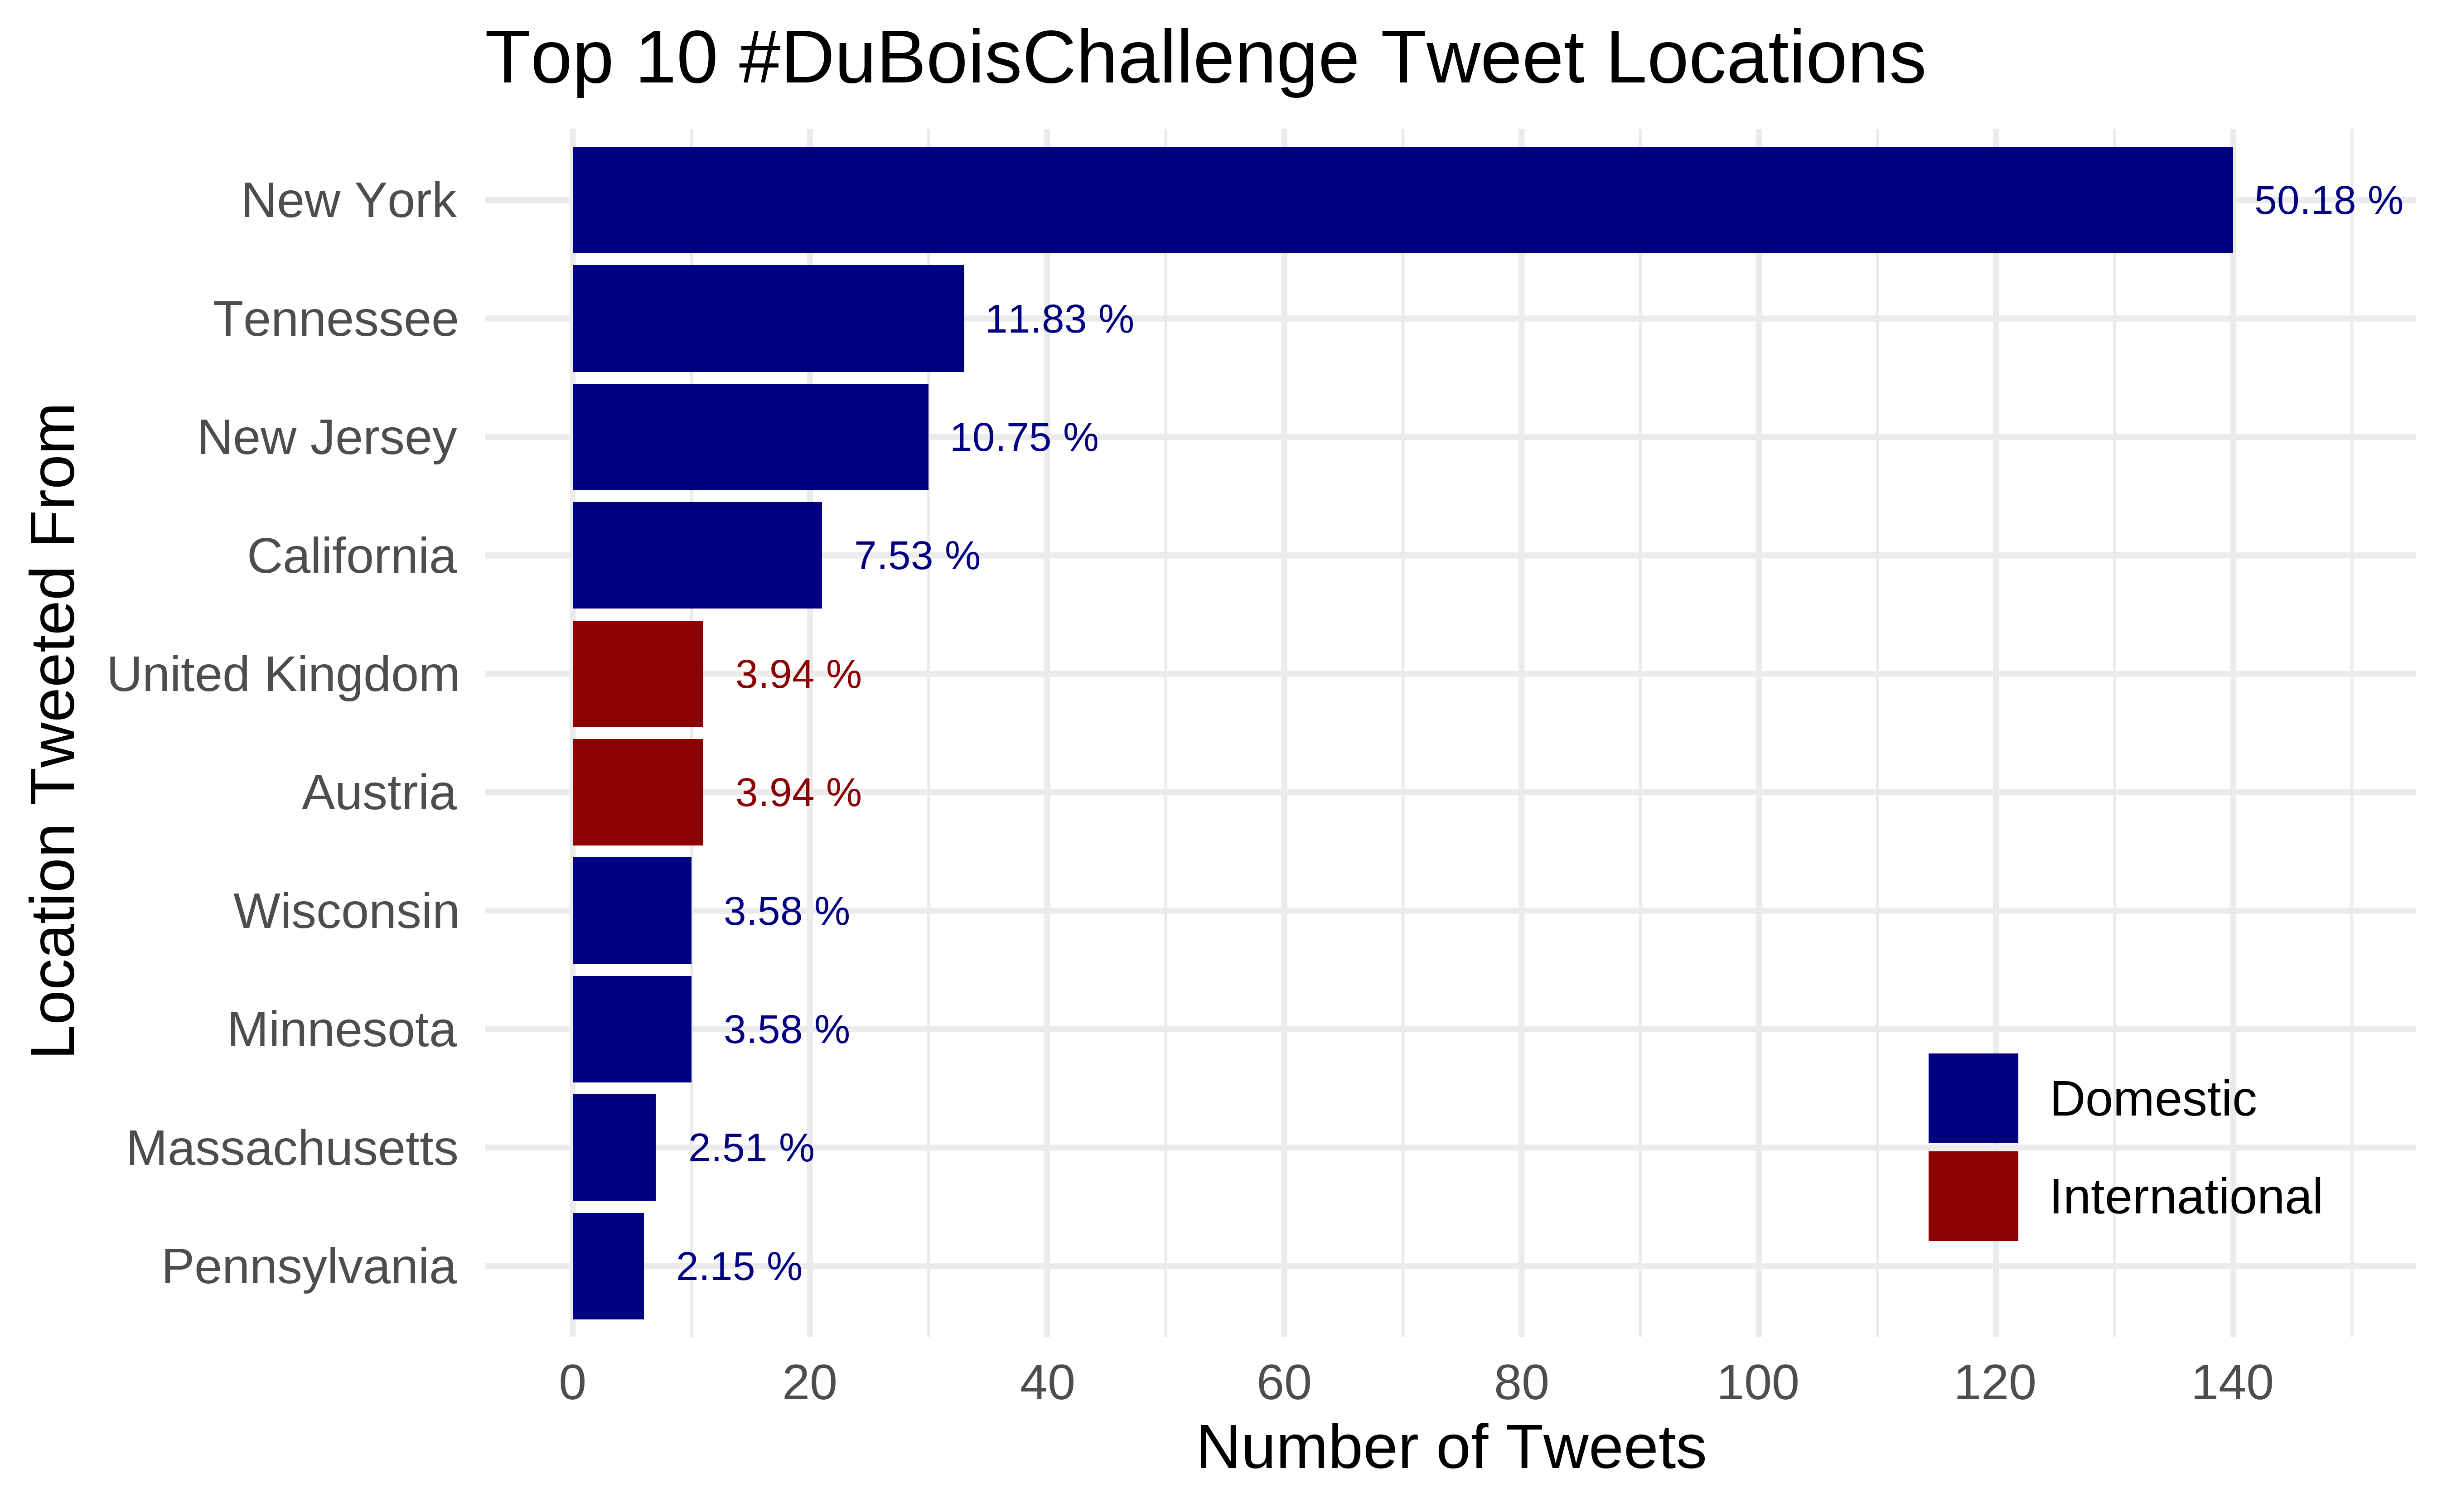 Top 10 #DuBoisChallenge Tweet Locations
Location Tweeted From
New York 50.18 %
Tennessee 11.83 %
New Jersey 10.75 %
California 7.53 %
United Kingdom 3.94 %
Austria 3.94 %
Wisconsin 3.58 %
Minnesota 3.58 %
Massachusetts 2.51 %
Pennsylvania 2.15 %
Domestic
International
0 20 40 60 80 100 120 140
Number of Tweets